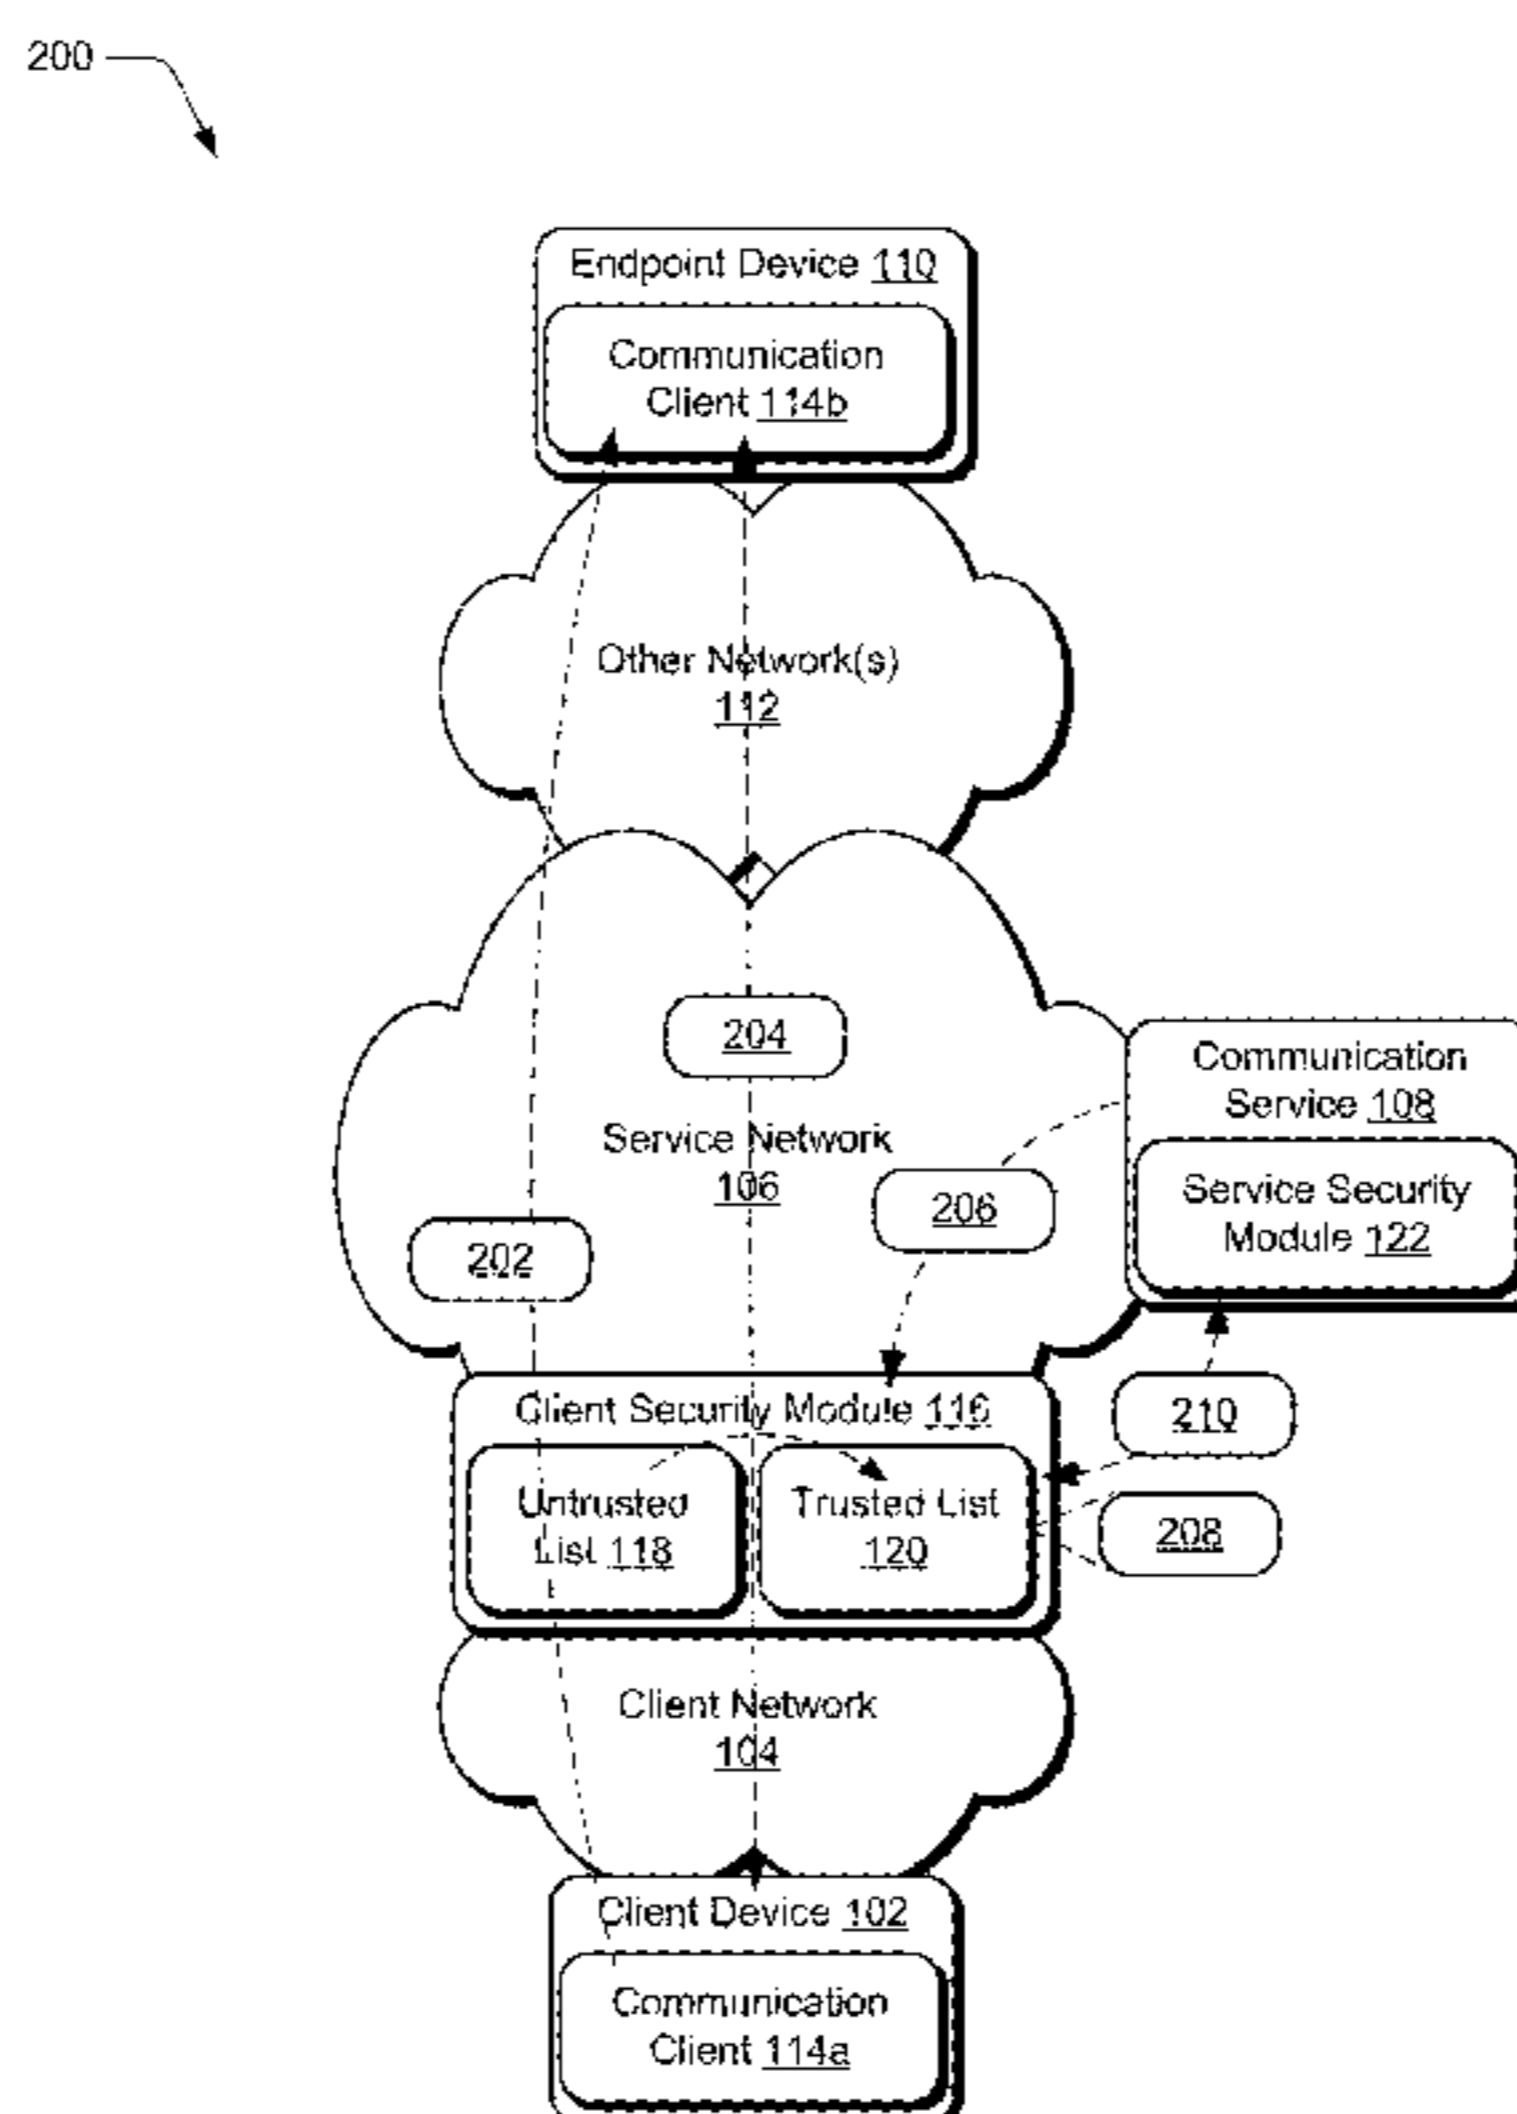 200
Endpoint Device 110
Communication
Client 114b
Other Network(s)
112
204
Service Network
106
Communication
Service 108
Service Security
Module 122
206
202
Client Security Module 116
210
Untrusted
List 118
Trusted List
120
208
Client Network
104
Client Device 102
Communication
Client 114a